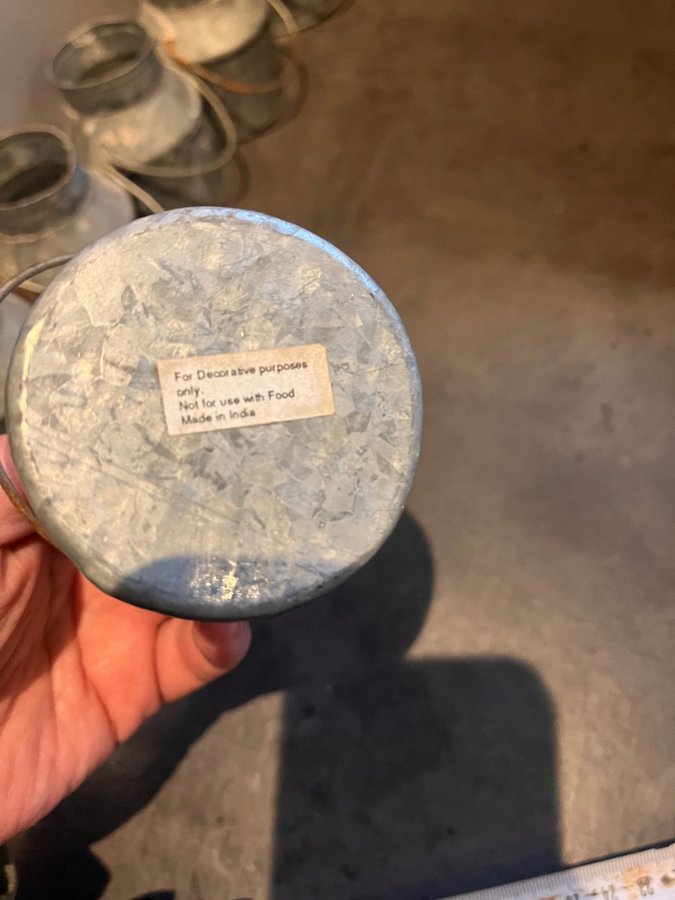 For Decorative purposes
only.
Not for use with Food
Made in India